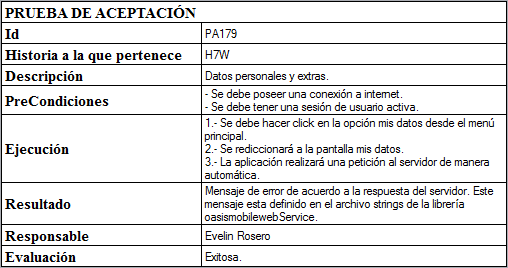 PRUEBA DE ACEPTACIÓN
Id PA179
Historia a la que pertenece H7W
Descripción Datos personales y extras.
PreCondiciones - Se debe poseer una conexión a internet.
- Se debe tener una sesión de usuario activa.
Ejecución 1.- Se debe hacer click en la opción mis datos desde el menú
principal.
2.- Se rediccionará a la pantalla mis datos.
3.- La aplicación realizará una petición al servidor de manera
automática.
Resultado Mensaje de error de acuerdo a la respuesta del servidor. Este
mensaje esta definido en el archivo strings de la librería
oasismobilewebService.
Responsable Evelin Rosero
Evaluación Exitosa.